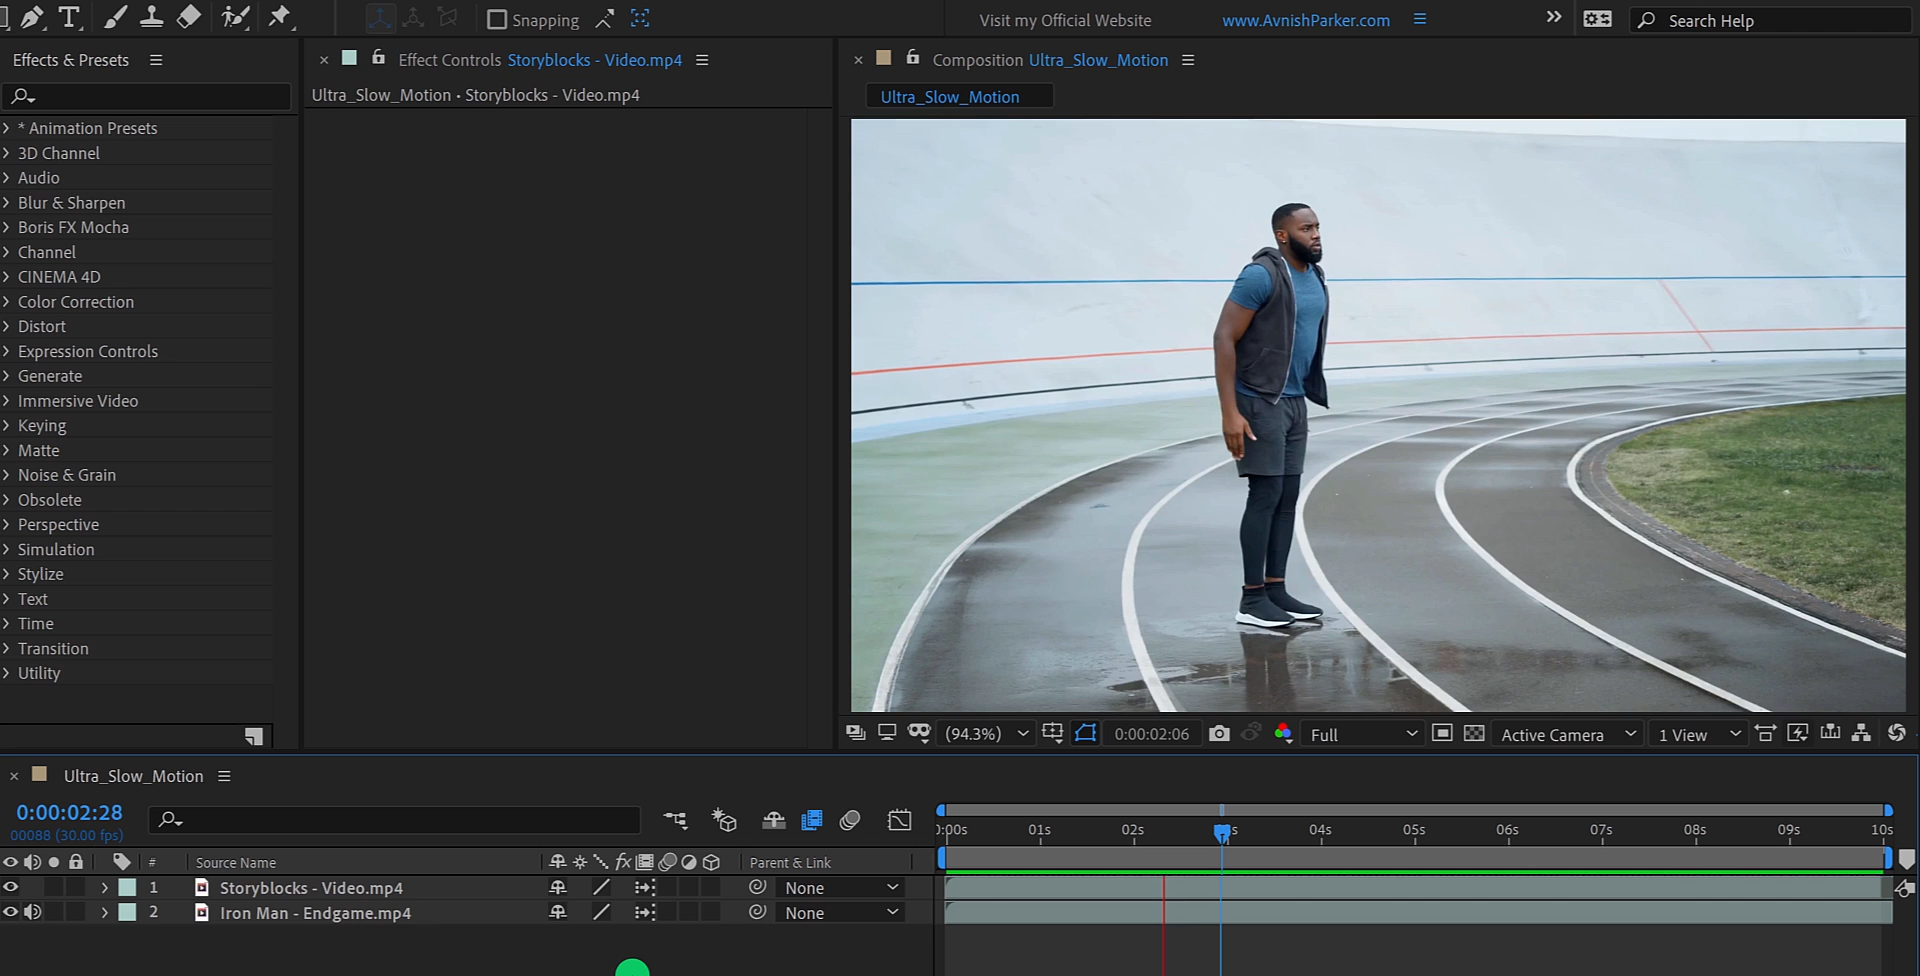 T Snapping Visit my Official Website www.AvnishParker.com Search Help
Effects & Presets
Effect Controls Storyblocks - Video.mp4
Composition Ultra_Slow_Motion
Ultra_Slow_Motion • Storyblocks - Video.mp4
Ultra_Slow_Motion
* Animation Presets
3D Channel
Audio
Blur & Sharpen
Boris FX Mocha
Channel
CINEMA 4D
Color Correction
Distort
Expression Controls
Generate
Immersive Video
Keying
Matte
Noise & Grain
Obsolete
Perspective
Simulation
Stylize
Text
Time
Transition
Utility
(94.3%) 0:00:02:06 Full Active Camera 1 View
Ultra_Slow_Motion
0:00:02:28
00088 (30.00 fps)
):00s 01s 02s s 04s 05s 06s 07s 08s 09s 10s
# Source Name fx Parent & Link
1 Storyblocks - Video.mp4 None
2 Iron Man - Endgame.mp4 None